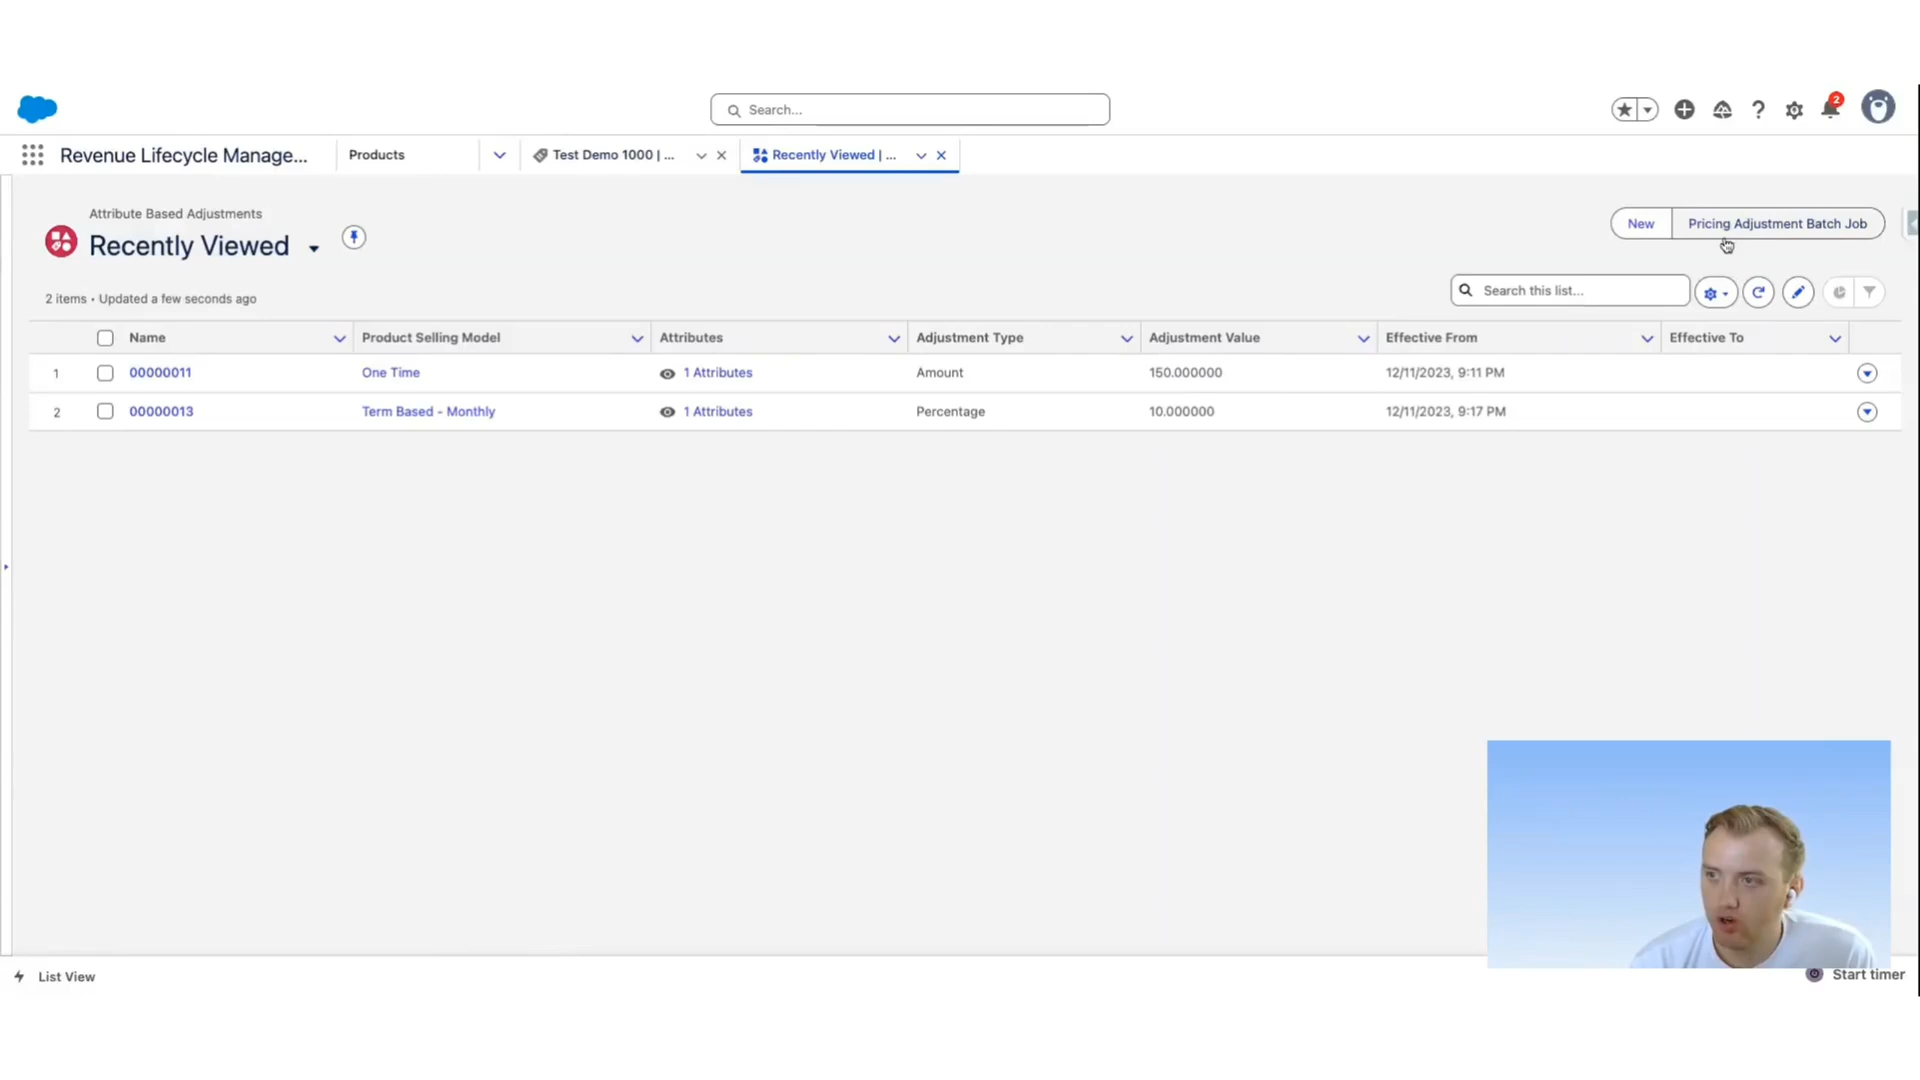 Search...
2
Revenue Lifecycle Manage...
Products
Test Demo 1000 | ...
Recently Viewed | ...
Attribute Based Adjustments
Recently Viewed
New
Pricing Adjustment Batch Job
2 items • Updated a few seconds ago
Search this list...
Name Product Selling Model Attributes Adjustment Type Adjustment Value Effective From Effective To
1 00000011 One Time 1 Attributes Amount 150.000000 12/11/2023, 9:11 PM
2 00000013 Term Based - Monthly 1 Attributes Percentage 10.000000 12/11/2023, 9:17 PM
List View
Start timer